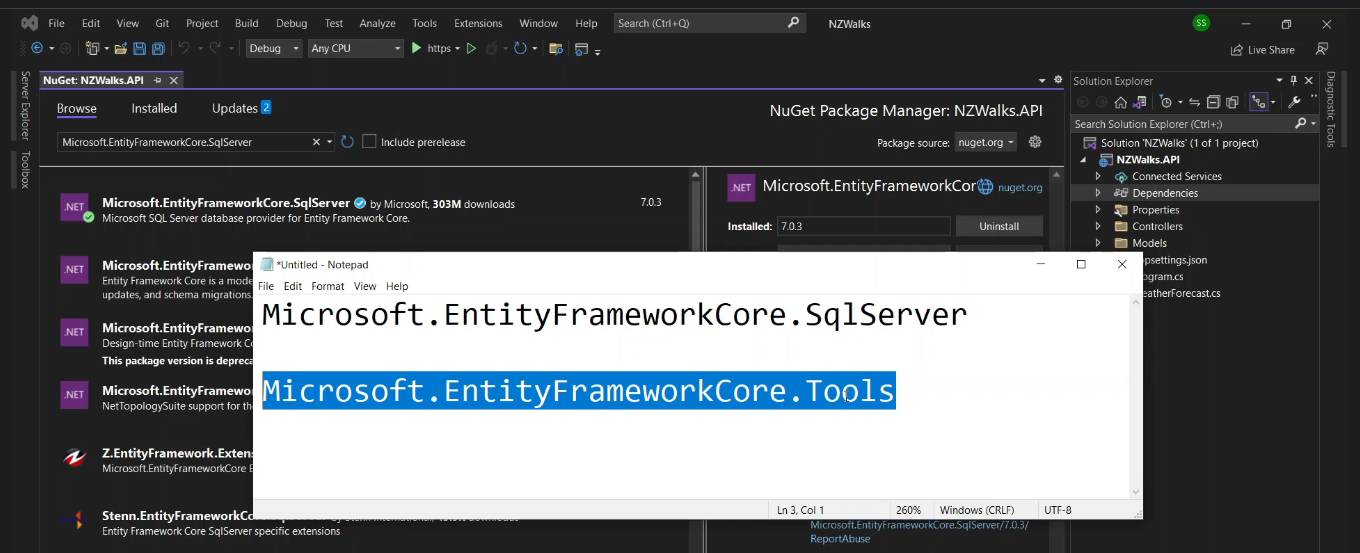 File Edit View Git Project Build Debug Test Analyze Tools Extensions Window Help Search (Ctrl+Q) NZWalks SS
Debug Any CPU https Live Share
NuGet: NZWalks.API
Browse Installed Updates 2
NuGet Package Manager: NZWalks.API
Microsoft.EntityFrameworkCore.SqlServer Include prerelease
Package source: nuget.org
Server Explorer
Toolbox
.NET Microsoft.EntityFrameworkCore.SqlServer by Microsoft, 303M downloads 7.0.3
Microsoft SQL Server database provider for Entity Framework Core.
.NET Microsoft.EntityFramewo
Entity Framework Core is a mode
updates, and schema migrations.
.NET Microsoft.EntityFramewo
Design-time Entity Framework Co
This package version is depreca
.NET Microsoft.EntityFramewo
NetTopologySuite support for th
Z.EntityFramework.Exten
Microsoft.EntityFrameworkCore E
Stenn.EntityFrameworkCo
Entity Framework Core SqlServer specific extensions
.NET Microsoft.EntityFrameworkCor nuget.org
Installed: 7.0.3 Uninstall
*Untitled - Notepad
File Edit Format View Help
Microsoft.EntityFrameworkCore.SqlServer
Microsoft.EntityFrameworkCore.Tools
Ln 3, Col 1 260% Windows (CRLF) UTF-8
Microsoft.EntityFrameworkCore.SqlServer/7.0.3/
ReportAbuse
Solution Explorer
Search Solution Explorer (Ctrl+;)
Solution 'NZWalks' (1 of 1 project)
NZWalks.API
Connected Services
Dependencies
Properties
Controllers
Models
ppsettings.json
ogram.cs
eatherForecast.cs
Diagnostic Tools